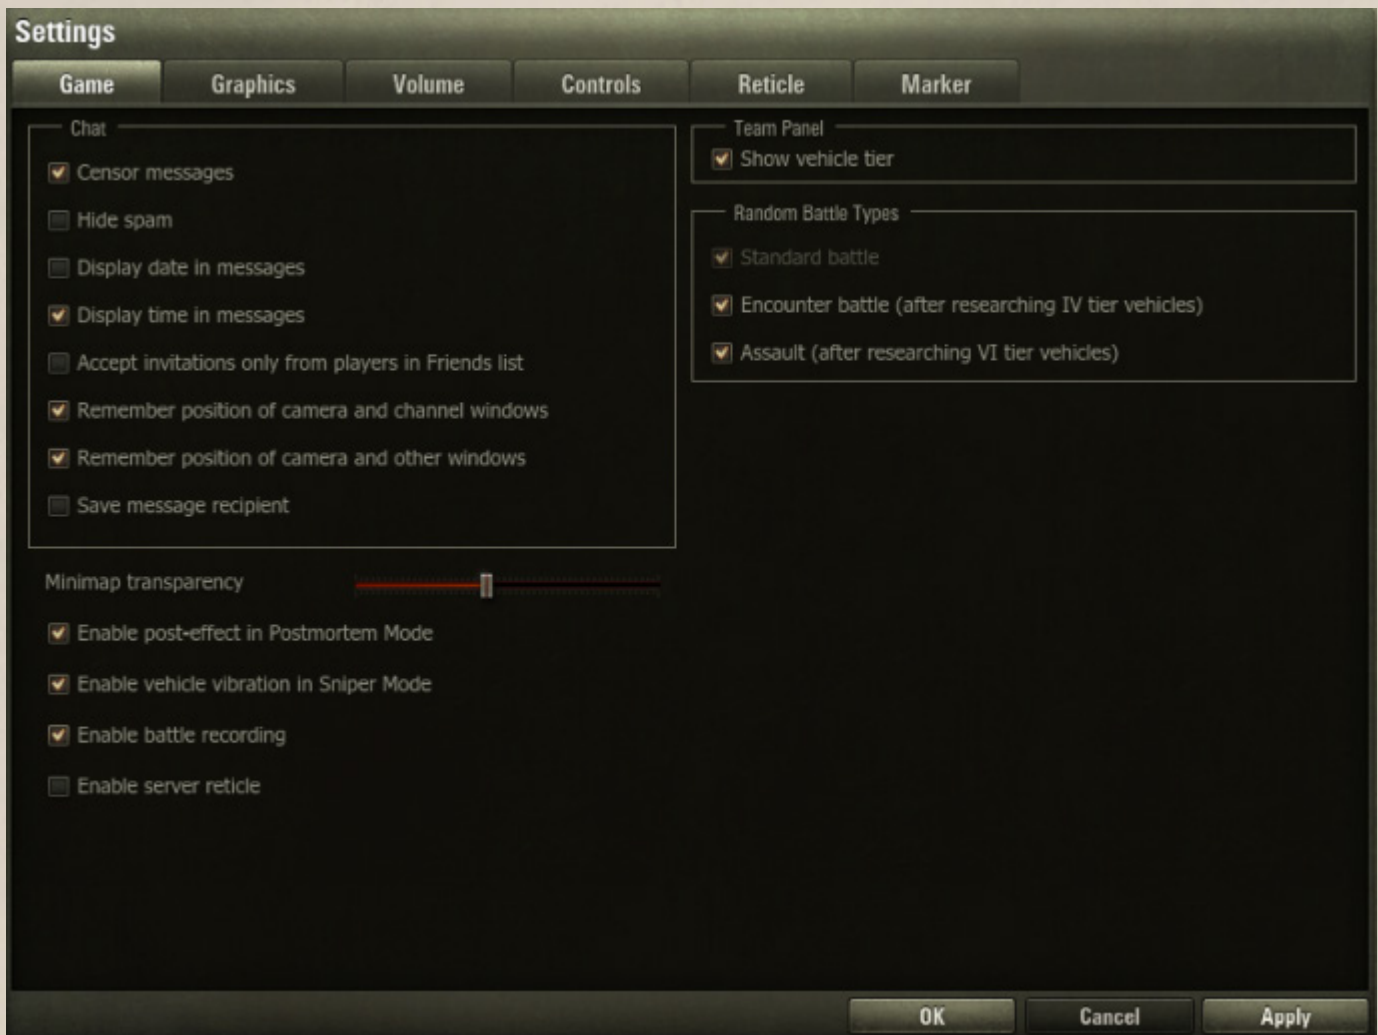 Settings
Game
Graphics
Volume
Controls
Reticle
Marker
Chat
Censor messages
Hide spam
Display date in messages
Display time in messages
Accept invitations only from players in Friends list
Remember position of camera and channel windows
Remember position of camera and other windows
Save message recipient
Minimap transparency
Enable post-effect in Postmortem Mode
Enable vehicle vibration in Sniper Mode
Enable battle recording
Enable server reticle
Team Panel
Show vehicle tier
Random Battle Types
Standard battle
Encounter battle (after researching IV tier vehicles)
Assault (after researching VI tier vehicles)
OK
Cancel
Apply